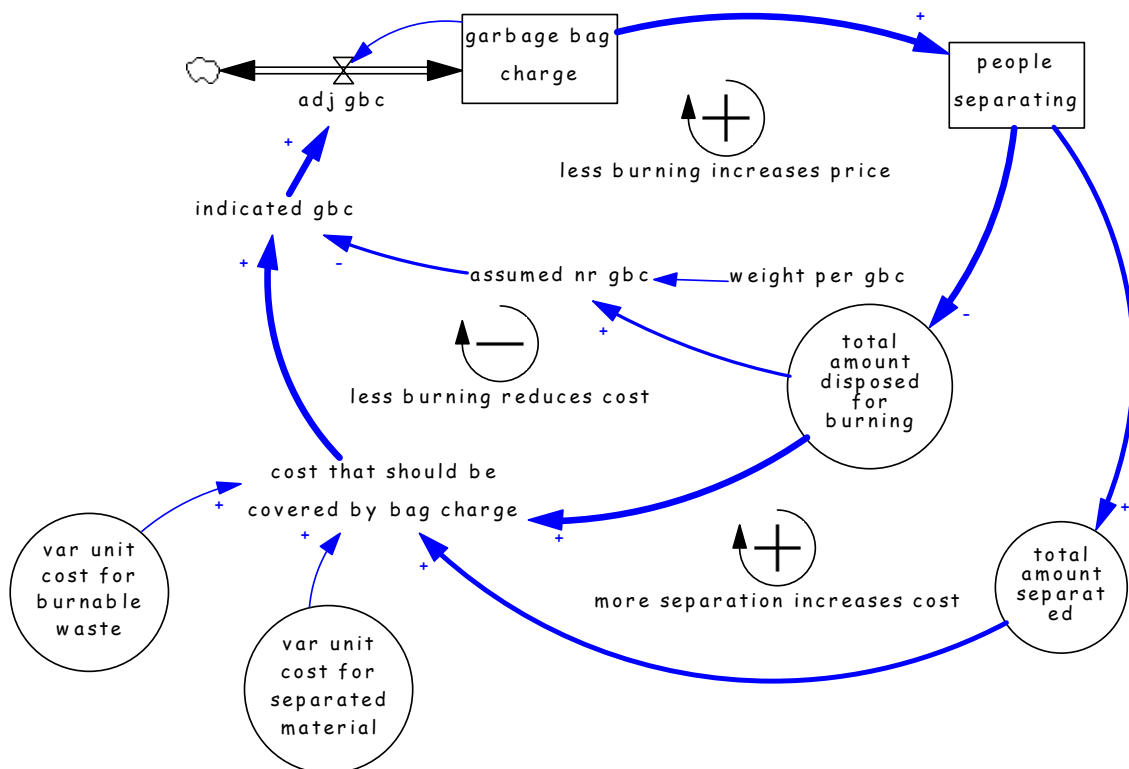 +
garbage bag
charge
people
separating
adj gbc
+
less burning increases price
indicated gbc
+
-
assumed nr gbc
weight per gbc
-
+
total
amount
disposed
for
burning
less burning reduces cost
cost that should be
covered by bag charge
+
+
+
+
+
var unit
cost for
burnable
waste
total
amount
separat
ed
more separation increases cost
var unit
cost for
separated
material